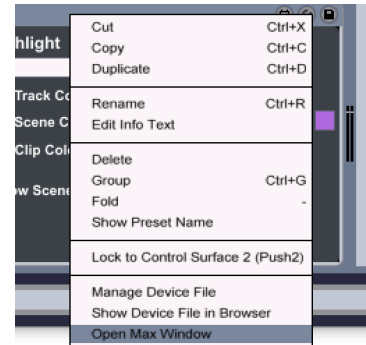 Cut Ctrl+X
hlight
Copy Ctrl+C
Duplicate Ctrl+D
Track Co
Rename Ctrl+R
Scene C
Edit Info Text
Clip Colo
Delete
Group Ctrl+G
ow Scene
Fold -
Show Preset Name
Lock to Control Surface 2 (Push2)
Manage Device File
Show Device File in Browser
Open Max Window